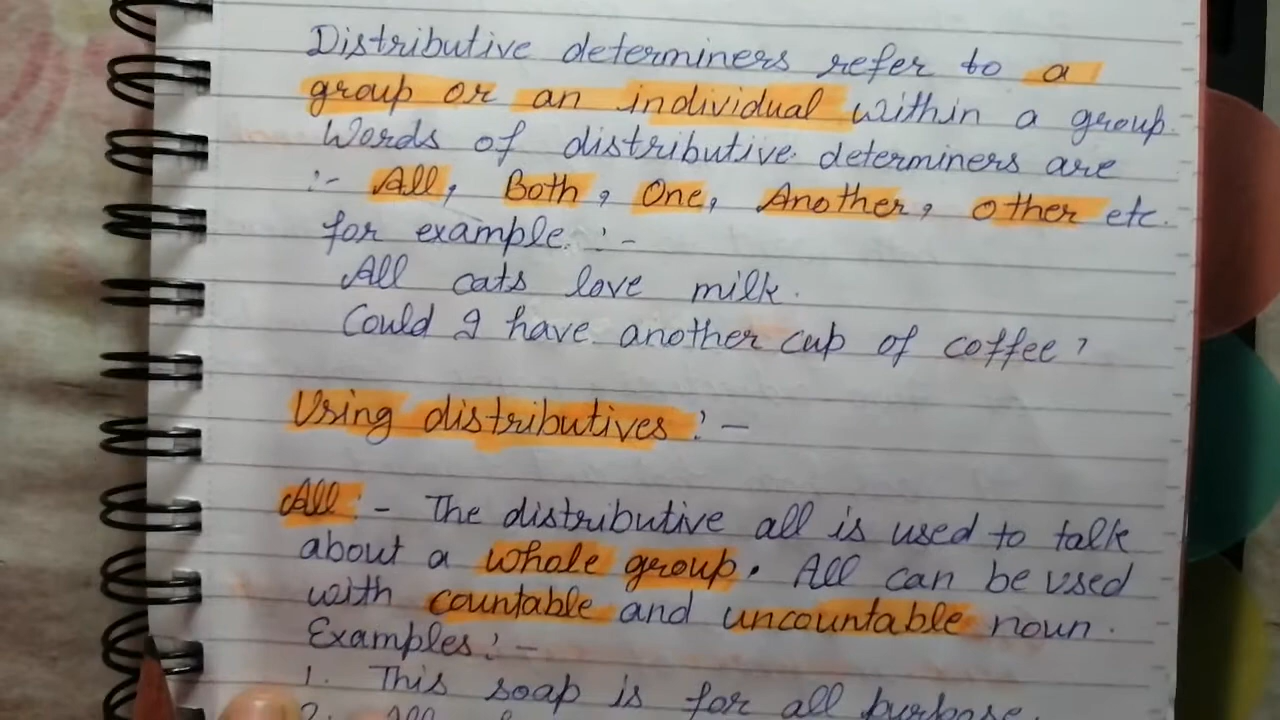 Distributive determiners refer to a
group or an individual within a group.
Words of distributive determiners are
:- All, Both, One, Another, other etc.
for example :-
All cats love milk.
Could I have another cup of coffee?
Using distributives :-
All :- The distributive all is used to talk
about a whole group. All can be used
with countable and uncountable noun.
Examples :-
1. This soap is for all purbose.
2. All